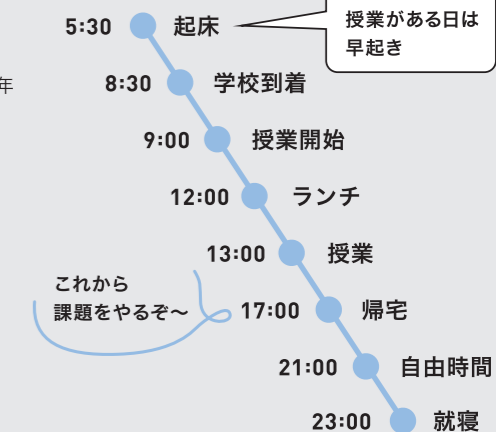 5:30 起床
授業がある日は
早起き
年
8:30 学校到着
9:00 授業開始
12:00 ランチ
13:00 授業
これから
課題をやるぞ〜
17:00 帰宅
21:00 自由時間
23:00 就寝